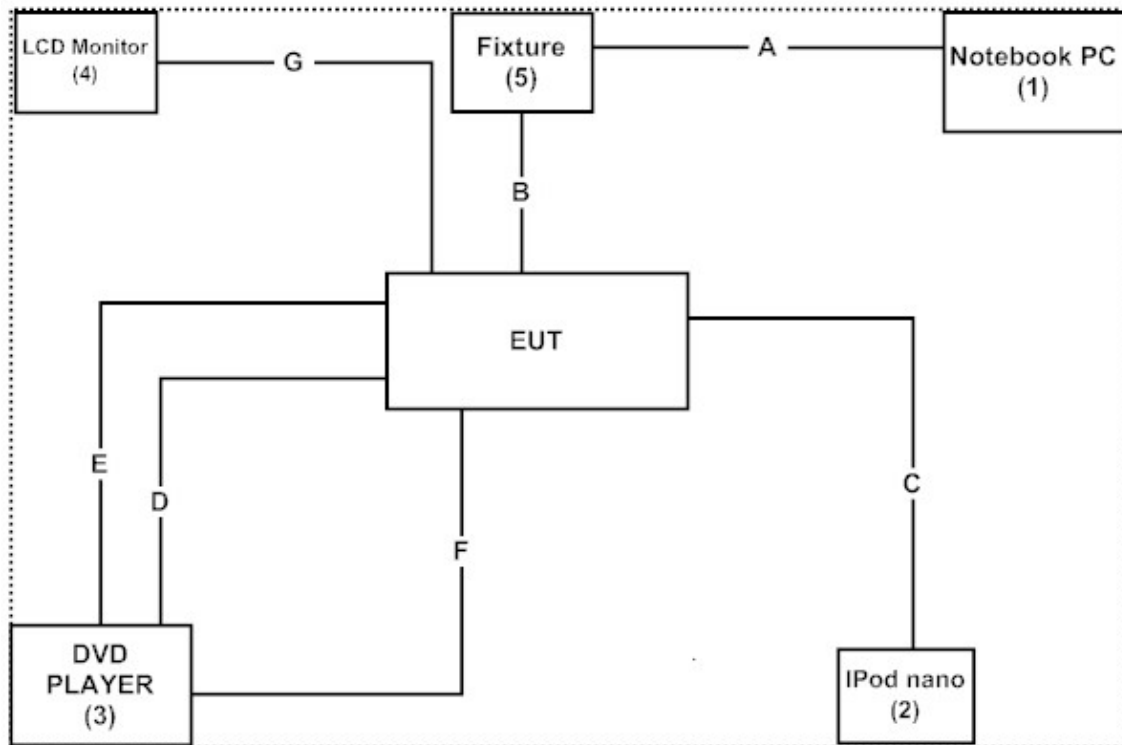 LCD Monitor
(4)
G
Fixture
(5)
A
Notebook PC
(1)
B
EUT
E
D
F
C
DVD
PLAYER
(3)
IPod nano
(2)